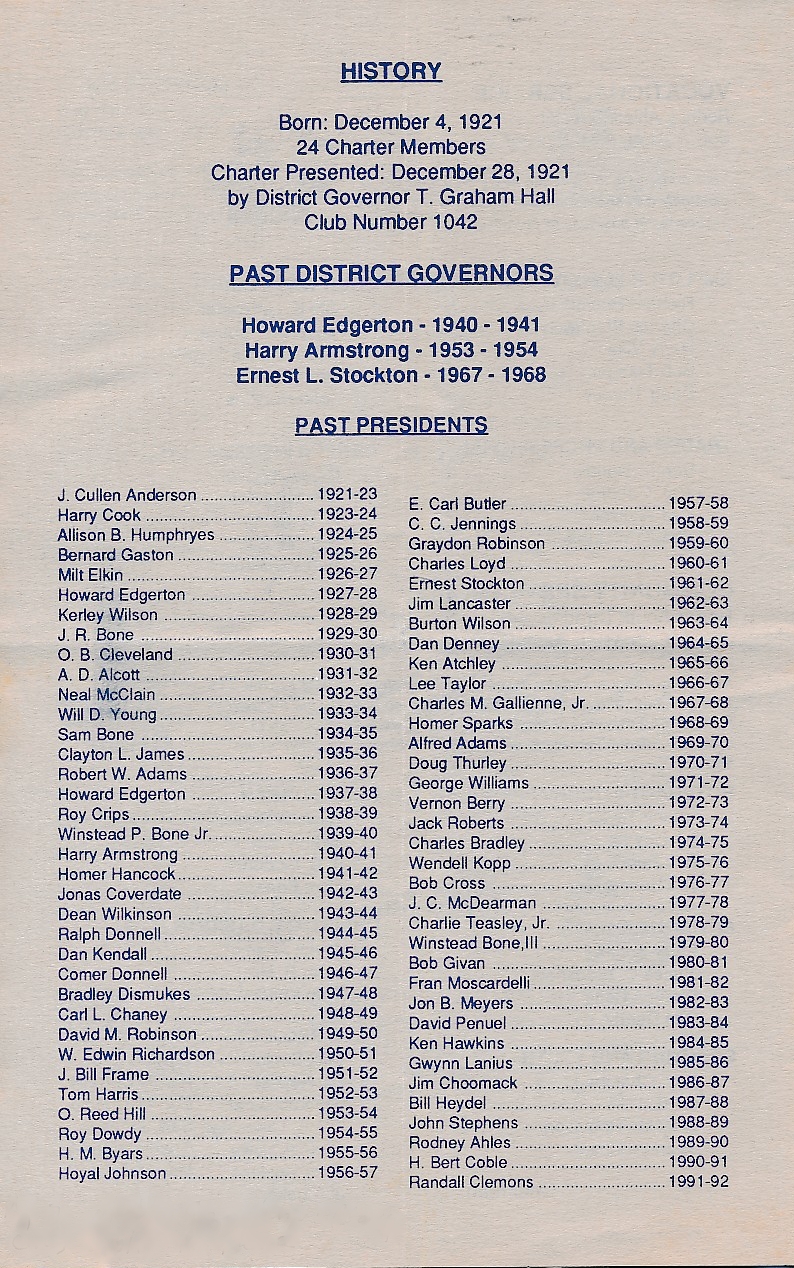 HISTORY
Born: December 4, 1921
24 Charter Members
Charter Presented: December 28, 1921
by District Governor T. Graham Hall
Club Number 1042
PAST DISTRICT GOVERNORS
Howard Edgerton - 1940 - 1941
Harry Armstrong - 1953 - 1954
Ernest L. Stockton - 1967 - 1968
PAST PRESIDENTS
J. Cullen Anderson ......................... 1921-23
Harry Cook ..................................... 1923-24
Allison B. Humphryes ..................... 1924-25
Bernard Gaston .............................. 1925-26
Milt Elkin ......................................... 1926-27
Howard Edgerton ........................... 1927-28
Kerley Wilson ................................. 1928-29
J. R. Bone ...................................... 1929-30
O. B. Cleveland .............................. 1930-31
A. D. Alcott ..................................... 1931-32
Neal McClain .................................. 1932-33
Will D. Young .................................. 1933-34
Sam Bone ...................................... 1934-35
Clayton L. James ............................ 1935-36
Robert W. Adams ........................... 1936-37
Howard Edgerton ........................... 1937-38
Roy Crips ........................................ 1938-39
Winstead P. Bone Jr. ....................... 1939-40
Harry Armstrong .............................. 1940-41
Homer Hancock .............................. 1941-42
Jonas Coverdate ............................ 1942-43
Dean Wilkinson .............................. 1943-44
Ralph Donnell ................................. 1944-45
Dan Kendall .................................... 1945-46
Comer Donnell ............................... 1946-47
Bradley Dismukes .......................... 1947-48
Carl L. Chaney ............................... 1948-49
David M. Robinson ......................... 1949-50
W. Edwin Richardson ..................... 1950-51
J. Bill Frame ................................... 1951-52
Tom Harris ....................................... 1952-53
O. Reed Hill .................................... 1953-54
Roy Dowdy ..................................... 1954-55
H. M. Byars ..................................... 1955-56
Hoyal Johnson ................................ 1956-57
E. Carl Butler .................................. 1957-58
C. C. Jennings ................................ 1958-59
Graydon Robinson ......................... 1959-60
Charles Loyd .................................. 1960-61
Ernest Stockton .............................. 1961-62
Jim Lancaster ................................. 1962-63
Burton Wilson ................................. 1963-64
Dan Denney ................................... 1964-65
Ken Atchley .................................... 1965-66
Lee Taylor ...................................... 1966-67
Charles M. Gallienne, Jr. ................ 1967-68
Homer Sparks ................................ 1968-69
Alfred Adams .................................. 1969-70
Doug Thurley .................................. 1970-71
George Williams ............................. 1971-72
Vernon Berry .................................. 1972-73
Jack Roberts .................................. 1973-74
Charles Bradley .............................. 1974-75
Wendell Kopp ................................. 1975-76
Bob Cross ...................................... 1976-77
J. C. McDearman ........................... 1977-78
Charlie Teasley, Jr. ........................ 1978-79
Winstead Bone,III ........................... 1979-80
Bob Givan ...................................... 1980-81
Fran Moscardelli ............................. 1981-82
Jon B. Meyers ................................ 1982-83
David Penuel .................................. 1983-84
Ken Hawkins .................................. 1984-85
Gwynn Lanius ................................ 1985-86
Jim Choomack ............................... 1986-87
Bill Heydel ...................................... 1987-88
John Stephens ............................... 1988-89
Rodney Ahles ................................. 1989-90
H. Bert Coble .................................. 1990-91
Randall Clemons ............................ 1991-92